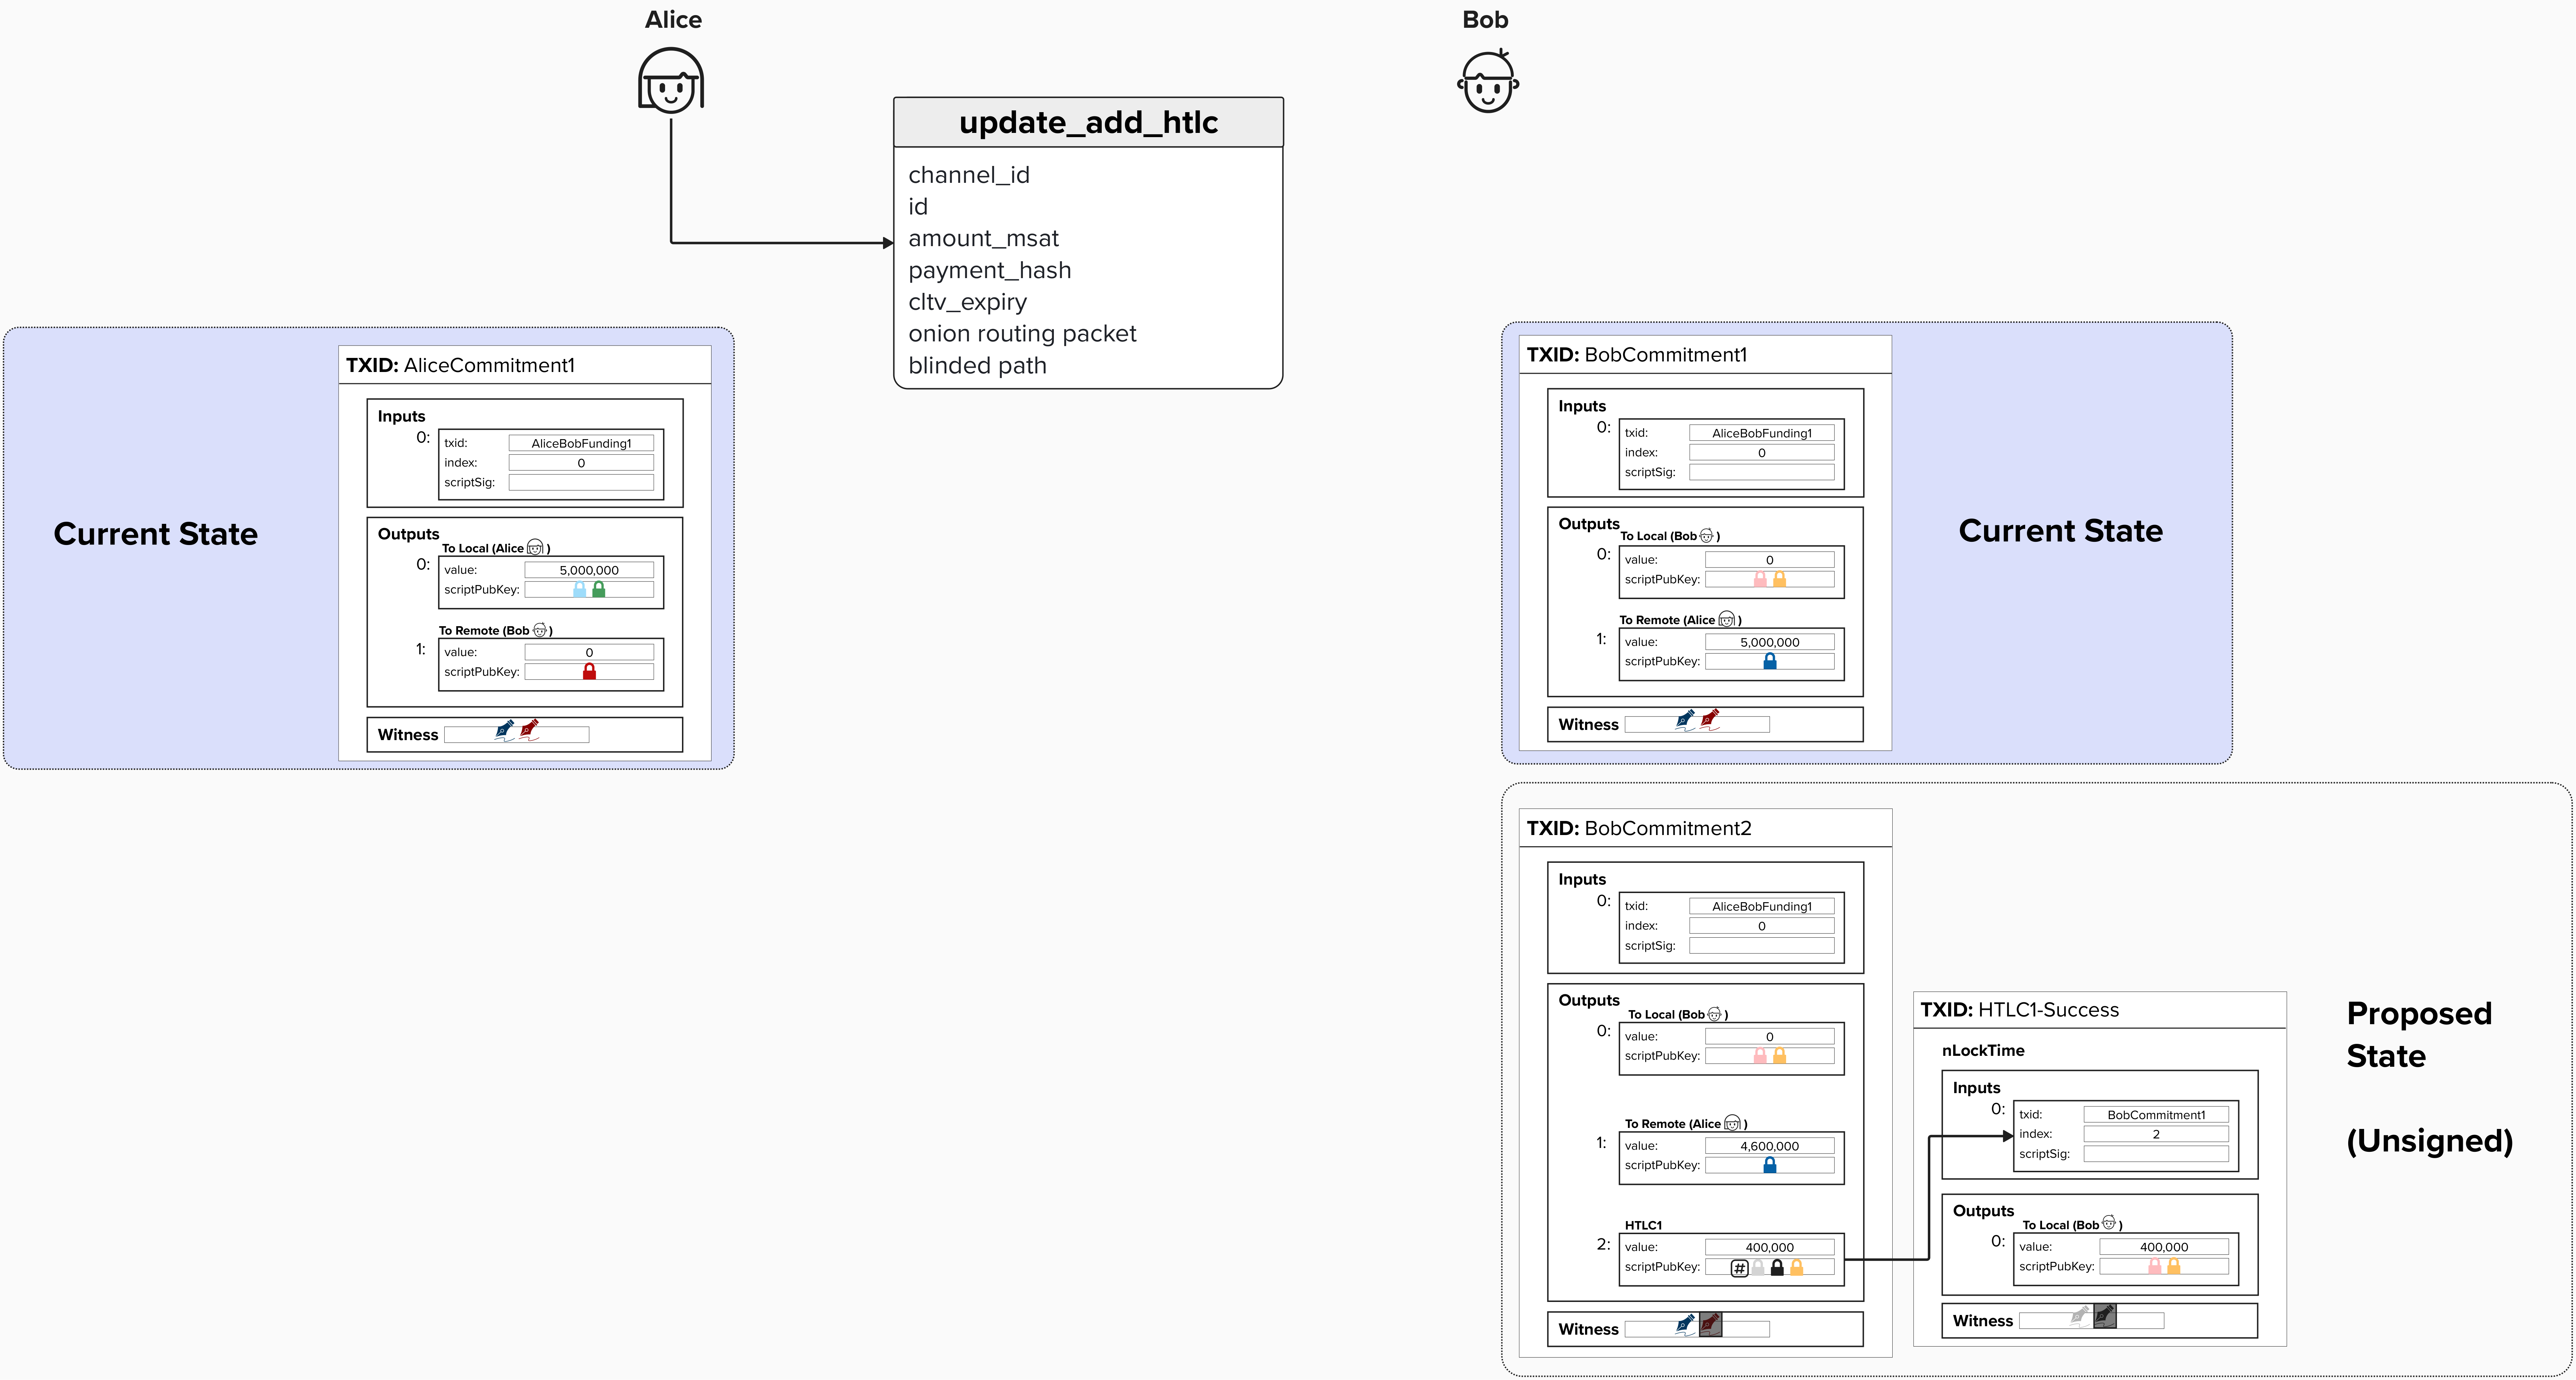 Alice
Bob
update_add_htlc
channel_id
id
amount_msat
payment_hash
cltv_expiry
onion routing packet
blinded path
Current State
TXID: AliceCommitment1
Inputs
0:
txid: AliceBobFunding1
index: 0
scriptSig:
Outputs
To Local (Alice )
0:
value: 5,000,000
scriptPubKey:
To Remote (Bob )
1:
value: 0
scriptPubKey:
Witness
TXID: BobCommitment1
Inputs
0:
txid: AliceBobFunding1
index: 0
scriptSig:
Outputs
To Local (Bob )
0:
value: 0
scriptPubKey:
To Remote (Alice )
1:
value: 5,000,000
scriptPubKey:
Witness
Current State
TXID: BobCommitment2
Inputs
0:
txid: AliceBobFunding1
index: 0
scriptSig:
Outputs
To Local (Bob )
0:
value: 0
scriptPubKey:
To Remote (Alice )
1:
value: 4,600,000
scriptPubKey:
HTLC1
2:
value: 400,000
scriptPubKey: #
Witness
TXID: HTLC1-Success
nLockTime
Inputs
0:
txid: BobCommitment1
index: 2
scriptSig:
Outputs
To Local (Bob )
0:
value: 400,000
scriptPubKey:
Witness
Proposed
State
(Unsigned)